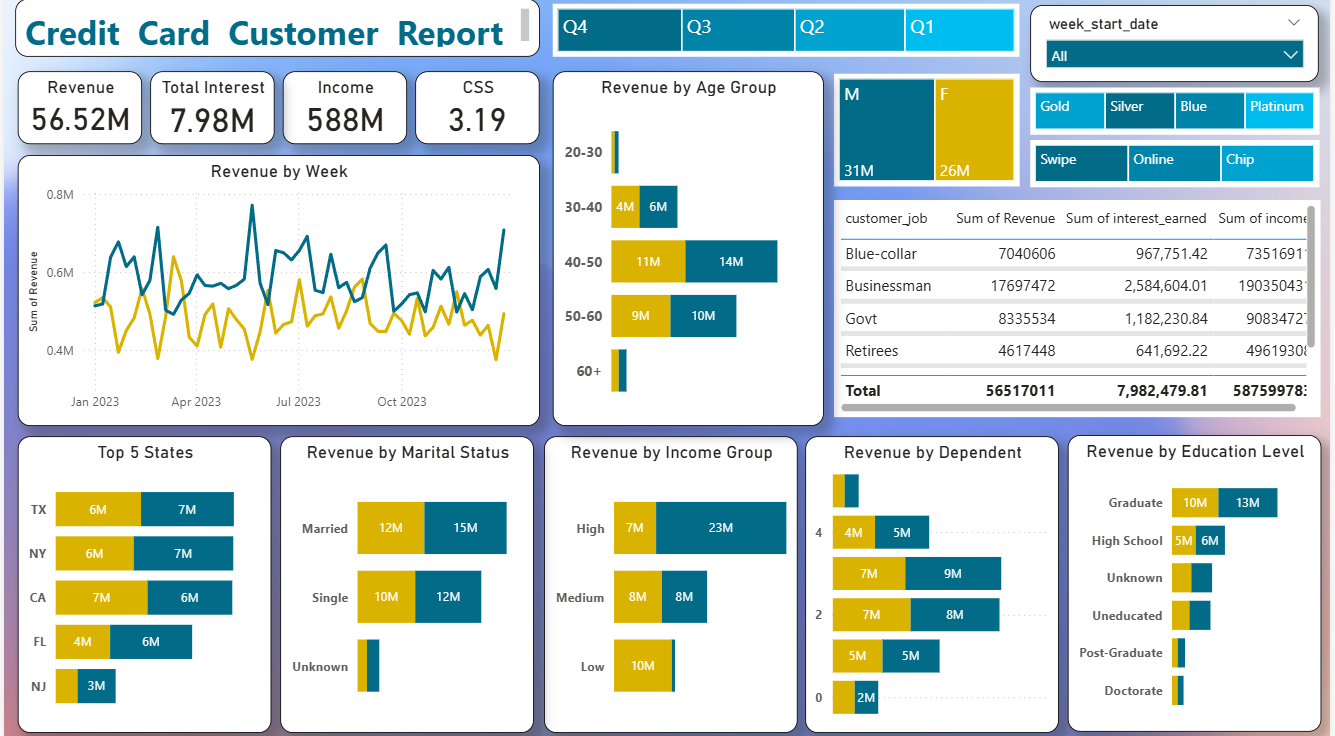 Credit Card Customer Report
Q4 Q3 Q2 Q1
week_start_date
All
Revenue
56.52M
Total Interest
7.98M
Income
588M
CSS
3.19
Revenue by Age Group
20-30
30-40 4M 6M
40-50 11M 14M
50-60 9M 10M
60+
M F
31M 26M
Gold Silver Blue Platinum
Swipe Online Chip
Revenue by Week
Sum of Revenue
0.8M
0.6M
0.4M
Jan 2023 Apr 2023 Jul 2023 Oct 2023
customer_job Sum of Revenue Sum of interest_earned Sum of income
Blue-collar 7040606 967,751.42 7351691
Businessman 17697472 2,584,604.01 19035043
Govt 8335534 1,182,230.84 9083472
Retirees 4617448 641,692.22 4961930
Total 56517011 7,982,479.81 58759978
Top 5 States
TX 6M 7M
NY 6M 7M
CA 7M 6M
FL 4M 6M
NJ 3M
Revenue by Marital Status
Married 12M 15M
Single 10M 12M
Unknown
Revenue by Income Group
High 7M 23M
Medium 8M 8M
Low 10M
Revenue by Dependent
4 4M 5M
7M 9M
2 7M 8M
5M 5M
0 2M
Revenue by Education Level
Graduate 10M 13M
High School 5M 6M
Unknown
Uneducated
Post-Graduate
Doctorate